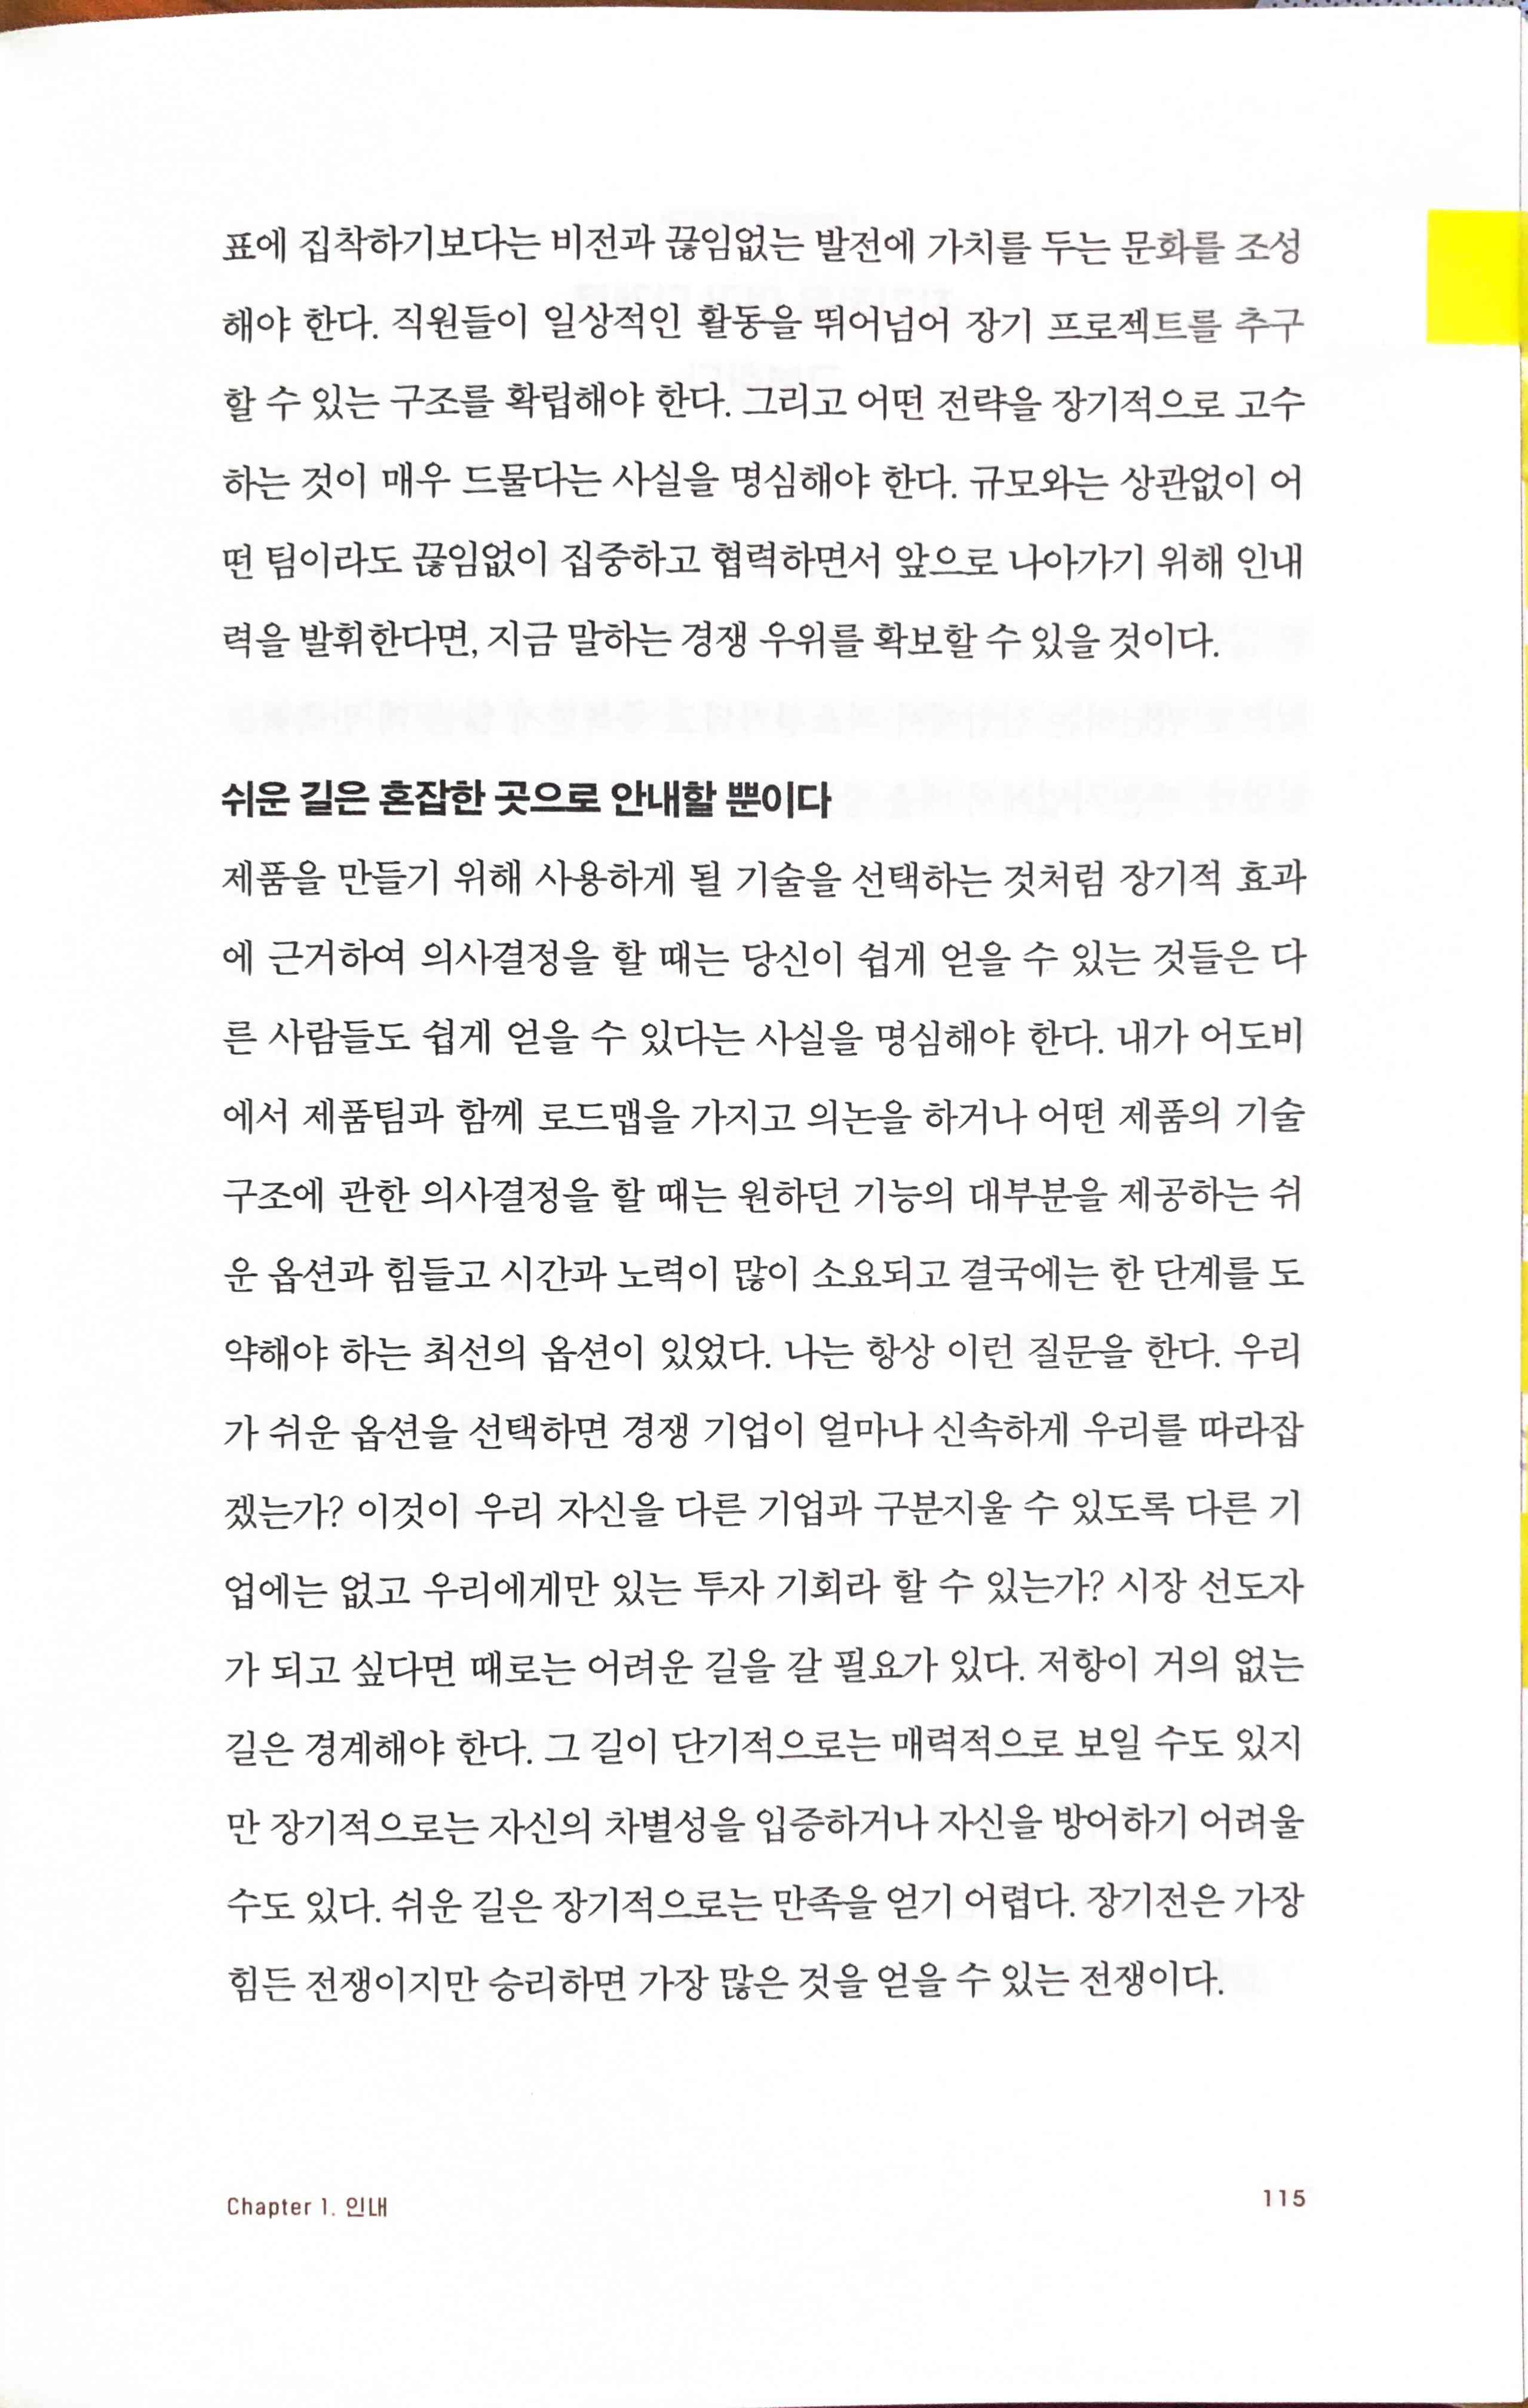 표에 집착하기보다는 비전과 끊임없는 발전에 가치를 두는 문화를 조성
해야 한다. 직원들이 일상적인 활동을 뛰어넘어 장기 프로젝트를 추구
할 수 있는 구조를 확립해야 한다. 그리고 어떤 전략을 장기적으로 고수
하는 것이 매우 드물다는 사실을 명심해야 한다. 규모와는 상관없이 어
떤 팀이라도 끊임없이 집중하고 협력하면서 앞으로 나아가기 위해 인내
력을 발휘한다면, 지금 말하는 경쟁 우위를 확보할 수 있을 것이다.
쉬운 길은 혼잡한 곳으로 안내할 뿐이다
제품을 만들기 위해 사용하게 될 기술을 선택하는 것처럼 장기적 효과
에 근거하여 의사결정을 할 때는 당신이 쉽게 얻을 수 있는 것들은 다
른 사람들도 쉽게 얻을 수 있다는 사실을 명심해야 한다. 내가 어도비
에서 제품팀과 함께 로드맵을 가지고 의논을 하거나 어떤 제품의 기술
구조에 관한 의사결정을 할 때는 원하던 기능의 대부분을 제공하는 쉬
운 옵션과 힘들고 시간과 노력이 많이 소요되고 결국에는 한 단계를 도
약해야 하는 최선의 옵션이 있었다. 나는 항상 이런 질문을 한다. 우리
가 쉬운 옵션을 선택하면 경쟁 기업이 얼마나 신속하게 우리를 따라잡
겠는가? 이것이 우리 자신을 다른 기업과 구분지울 수 있도록 다른 기
업에는 없고 우리에게만 있는 투자 기회라 할 수 있는가? 시장 선도자
가 되고 싶다면 때로는 어려운 길을 갈 필요가 있다. 저항이 거의 없는
길은 경계해야 한다. 그 길이 단기적으로는 매력적으로 보일 수도 있지
만 장기적으로는 자신의 차별성을 입증하거나 자신을 방어하기 어려울
수도 있다. 쉬운 길은 장기적으로는 만족을 얻기 어렵다. 장기전은 가장
힘든 전쟁이지만 승리하면 가장 많은 것을 얻을 수 있는 전쟁이다.
Chapter 1. 인내
115